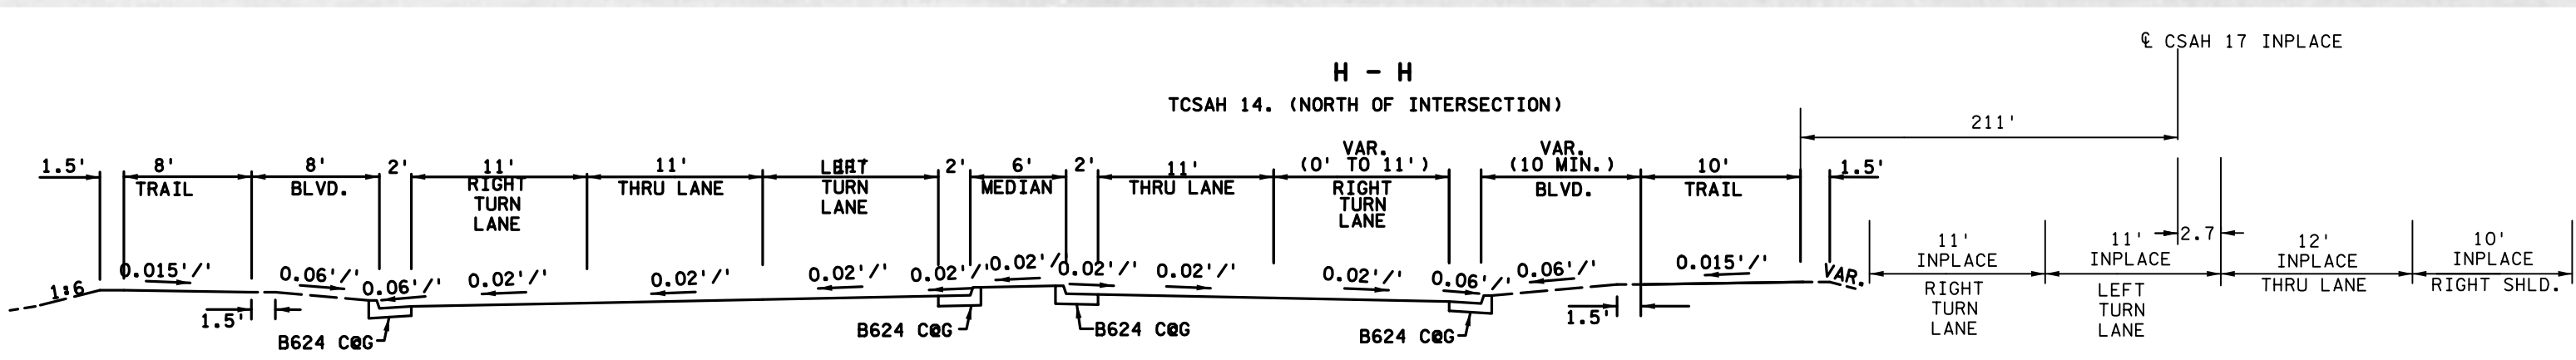 ℄ CSAH 17 INPLACE
H - H
TCSAH 14. (NORTH OF INTERSECTION)
211'
1.5'
8'
TRAIL
8'
BLVD.
2'
11'
RIGHT
TURN
LANE
11'
THRU LANE
LEFT
TURN
LANE
2'
6'
MEDIAN
2'
11'
THRU LANE
VAR.
(0' TO 11')
RIGHT
TURN
LANE
VAR.
(10 MIN.)
BLVD.
10'
TRAIL
1.5'
2.7
11'
INPLACE
RIGHT
TURN
LANE
11'
INPLACE
LEFT
TURN
LANE
12'
INPLACE
THRU LANE
10'
INPLACE
RIGHT SHLD.
1:6
0.015'/'
0.06'/'
0.06'/'
0.02'/'
0.02'/'
0.02'/'
0.02'/'
0.02'/'
0.02'/'
0.02'/'
0.02'/'
0.06'/'
0.06'/'
0.015'/'
VAR.
1.5'
1.5'
B624 C@G
B624 C@G
B624 C@G
B624 C@G